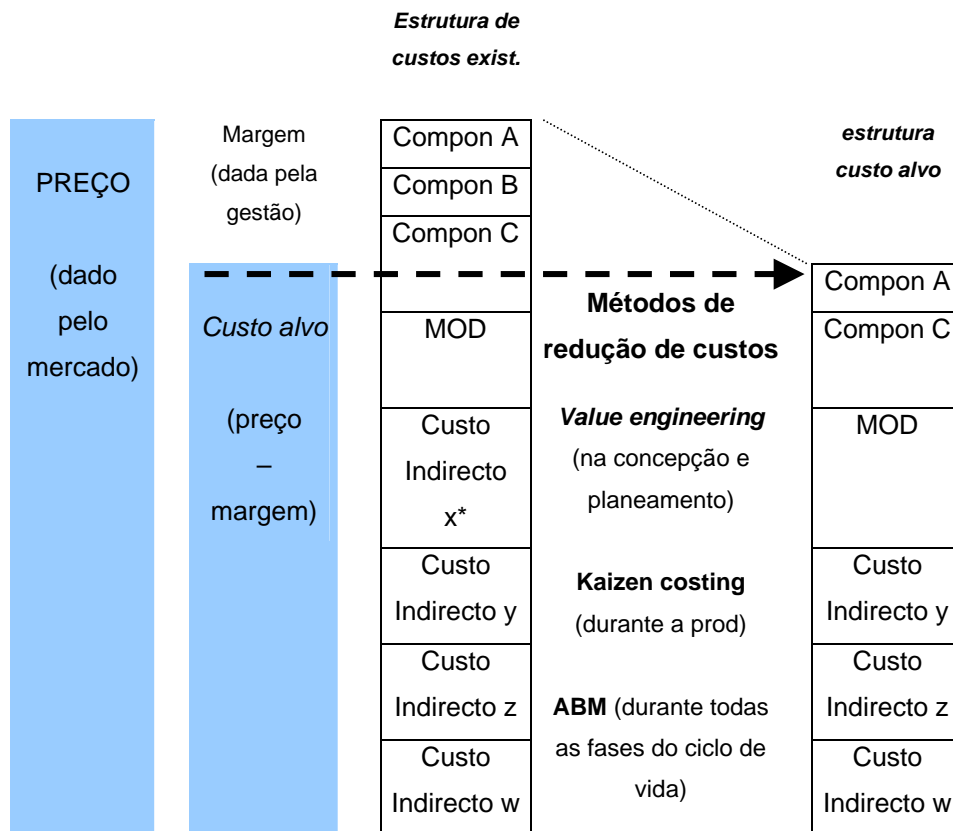 Estrutura de
custos exist.
PREÇO
(dado
pelo
mercado)
Margem
(dada pela
gestão)
Custo alvo
(preço
–
margem)
Compon A
Compon B
Compon C
MOD
Custo
Indirecto
x*
Custo
Indirecto y
Custo
Indirecto z
Custo
Indirecto w
Métodos de
redução de custos
Value engineering
(na concepção e
planeamento)
Kaizen costing
(durante a prod)
ABM (durante todas
as fases do ciclo de
vida)
estrutura
custo alvo
Compon A
Compon C
MOD
Custo
Indirecto y
Custo
Indirecto z
Custo
Indirecto w